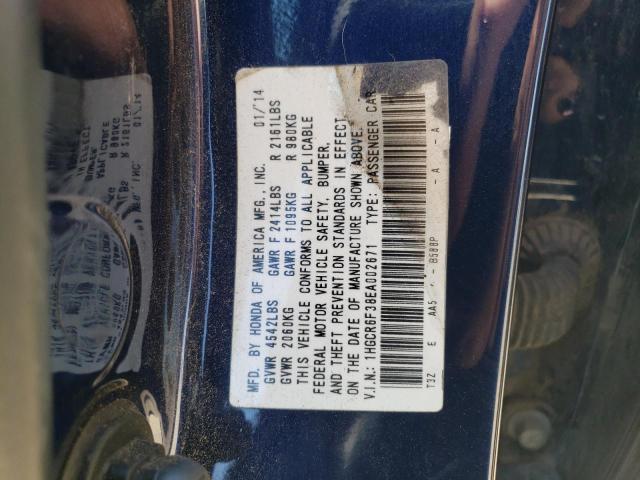 MFD. BY HONDA OF AMERICA MFG., INC. 01/'14
GVWR 4542LBS GAWR F 2414LBS R 2161LBS
GVWR 2060KG GAWR F 1095KG R 980KG
THIS VEHICLE CONFORMS TO ALL APPLICABLE
FEDERAL MOTOR VEHICLE SAFETY, BUMPER,
AND THEFT PREVENTION STANDARDS IN EFFECT
ON THE DATE OF MANUFACTURE SHOWN ABOVE.
V.I.N.: 1HGCR6F38EA002671 TYPE: PASSENGER CAR
T3Z E AA5 - B588P - A - - A